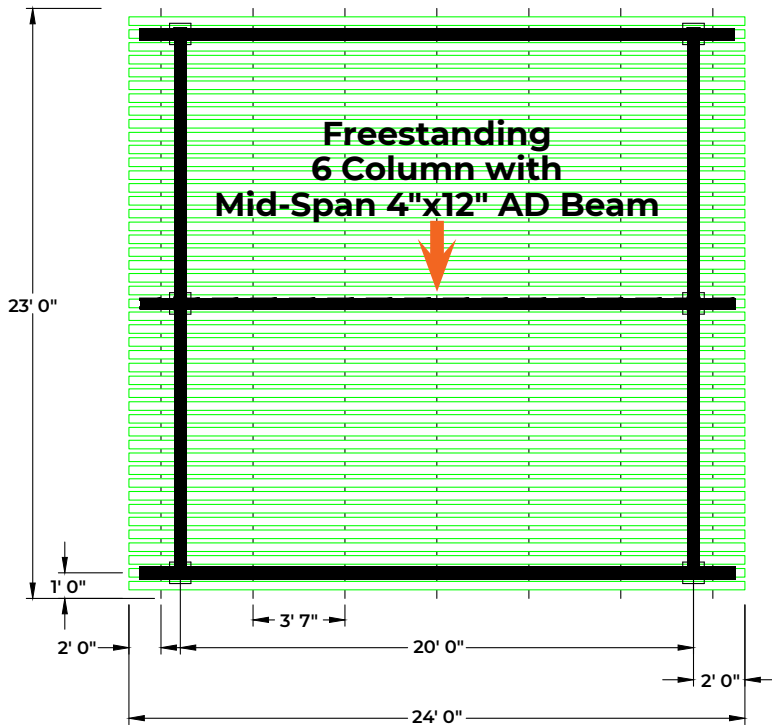 Freestanding
6 Column with
Mid-Span 4"x12" AD Beam
23' 0"
1' 0"
3' 7"
2' 0"
20' 0"
2' 0"
24' 0"